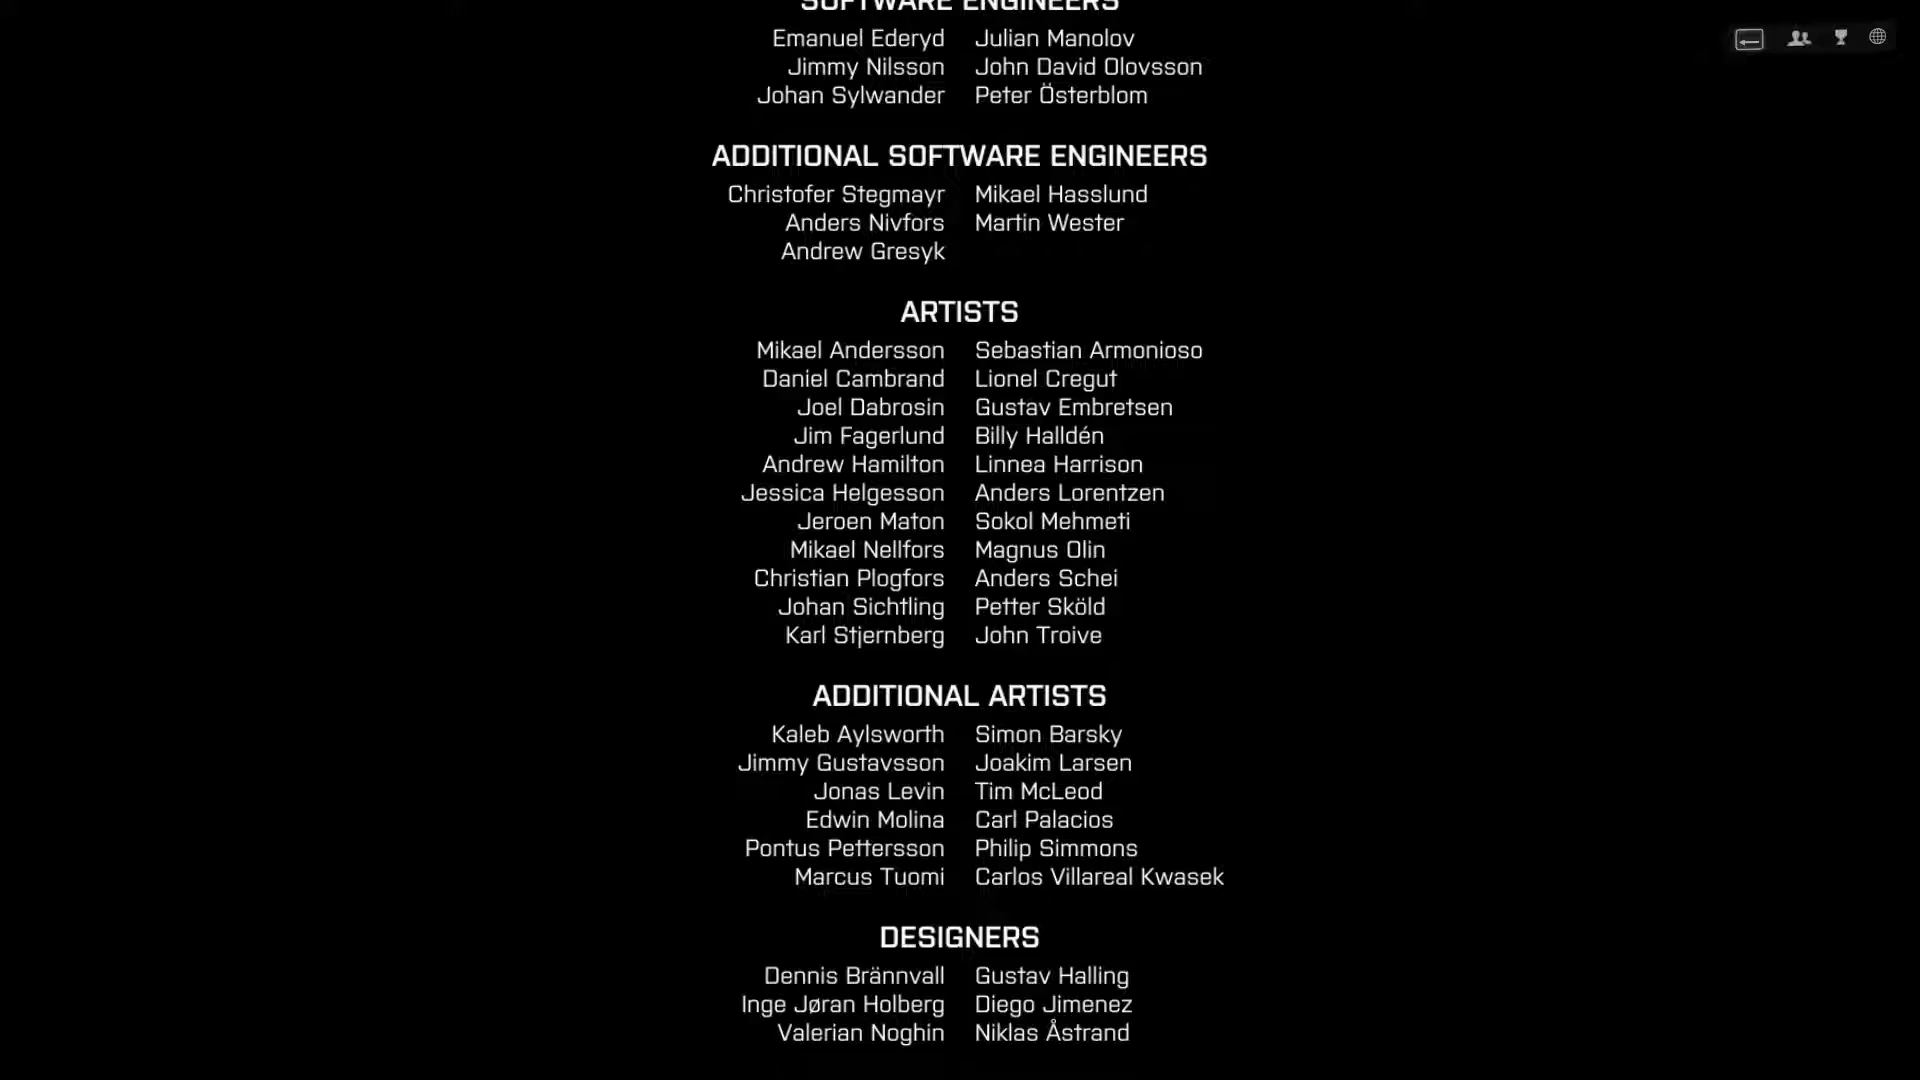 SOFTWARE ENGINEERS
Emanuel Ederyd Julian Manolov
Jimmy Nilsson John David Olovsson
Johan Sylwander Peter Österblom
ADDITIONAL SOFTWARE ENGINEERS
Christofer Stegmayr Mikael Hasslund
Anders Nivfors Martin Wester
Andrew Gresyk
ARTISTS
Mikael Andersson Sebastian Armonioso
Daniel Cambrand Lionel Cregut
Joel Dabrosin Gustav Embretsen
Jim Fagerlund Billy Halldén
Andrew Hamilton Linnea Harrison
Jessica Helgesson Anders Lorentzen
Jeroen Maton Sokol Mehmeti
Mikael Nellfors Magnus Olin
Christian Plogfors Anders Schei
Johan Sichtling Petter Sköld
Karl Stjernberg John Troive
ADDITIONAL ARTISTS
Kaleb Aylsworth Simon Barsky
Jimmy Gustavsson Joakim Larsen
Jonas Levin Tim McLeod
Edwin Molina Carl Palacios
Pontus Pettersson Philip Simmons
Marcus Tuomi Carlos Villareal Kwasek
DESIGNERS
Dennis Brännvall Gustav Halling
Inge Jøran Holberg Diego Jimenez
Valerian Noghin Niklas Åstrand